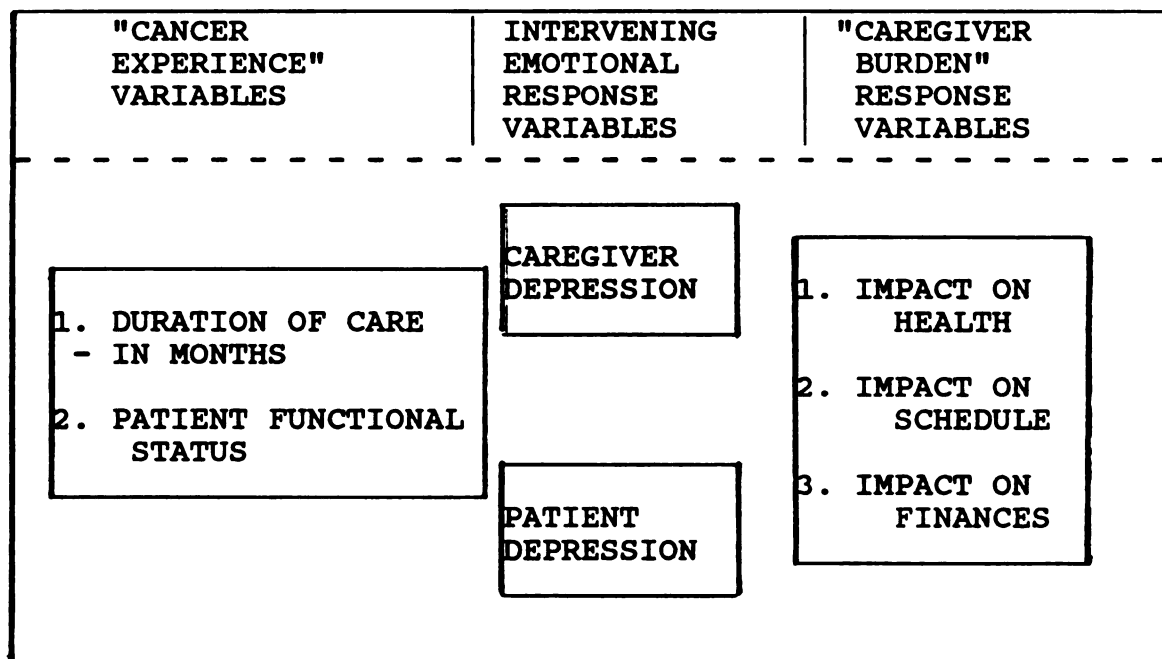 "CANCER
EXPERIENCE"
VARIABLES
INTERVENING
EMOTIONAL
RESPONSE
VARIABLES
"CAREGIVER
BURDEN"
RESPONSE
VARIABLES
1. DURATION OF CARE
- IN MONTHS
2. PATIENT FUNCTIONAL
STATUS
CAREGIVER
DEPRESSION
PATIENT
DEPRESSION
1. IMPACT ON
HEALTH
2. IMPACT ON
SCHEDULE
3. IMPACT ON
FINANCES